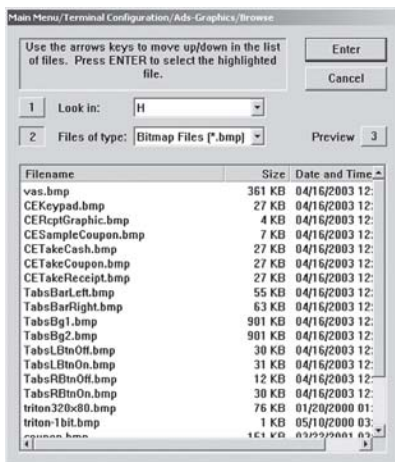 Main Menu/Terminal Configuration/Ads-Graphics/Browse
Use the arrows keys to move up/down in the list
of files. Press ENTER to select the highlighted
file.
Enter
Cancel
1 Look in: H
2 Files of type: Bitmap Files (*.bmp) Preview 3
Filename Size Date and Time
vas.bmp 361 KB 04/16/2003 12:
CEKeypad.bmp 27 KB 04/16/2003 12:
CERcptGraphic.bmp 4 KB 04/16/2003 12:
CESampleCoupon.bmp 7 KB 04/16/2003 12:
CETakeCash.bmp 27 KB 04/16/2003 12:
CETakeCoupon.bmp 27 KB 04/16/2003 12:
CETakeReceipt.bmp 27 KB 04/16/2003 12:
TabsBarLeft.bmp 55 KB 04/16/2003 12:
TabsBarRight.bmp 63 KB 04/16/2003 12:
TabsBg1.bmp 901 KB 04/16/2003 12:
TabsBg2.bmp 901 KB 04/16/2003 12:
TabsLBtnOff.bmp 30 KB 04/16/2003 12:
TabsLBtnOn.bmp 31 KB 04/16/2003 12:
TabsRBtnOff.bmp 12 KB 04/16/2003 12:
TabsRBtnOn.bmp 30 KB 04/16/2003 12:
triton320x80.bmp 76 KB 01/20/2000 01:
triton-1bit.bmp 1 KB 05/10/2000 03:
coupon.bmp 151 KB 03/22/2001 02: